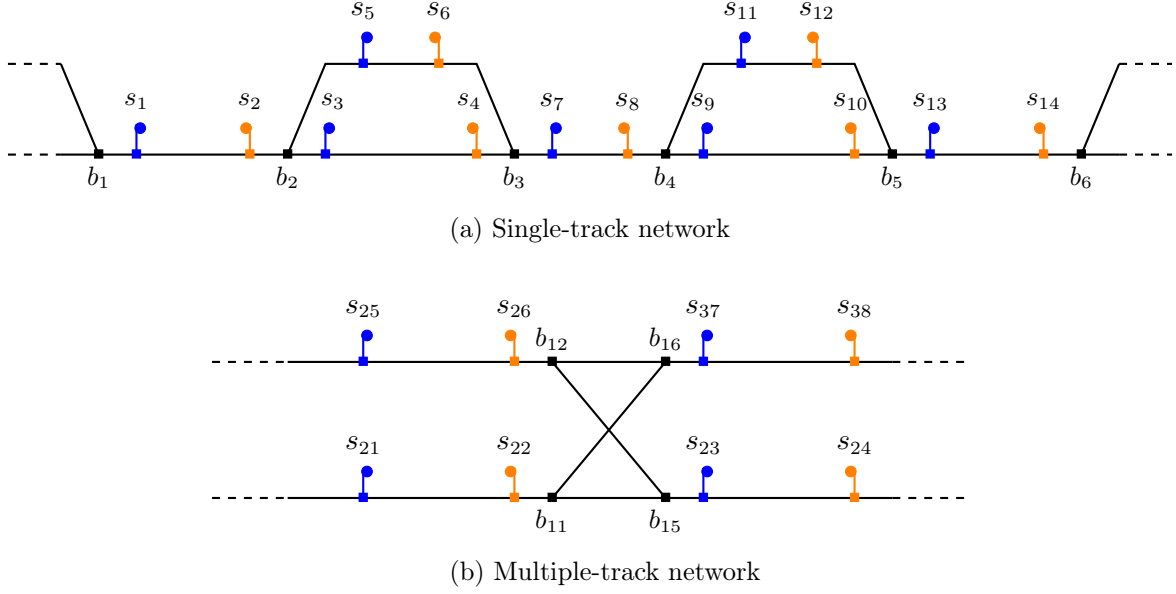 s5 s6 s11 s12
s1 s2 s3 s4 s7 s8 s9 s10 s13 s14
b1 b2 b3 b4 b5 b6
(a) Single-track network
s25 s26 s37 s38
b12 b16
s21 s22 s23 s24
b11 b15
(b) Multiple-track network